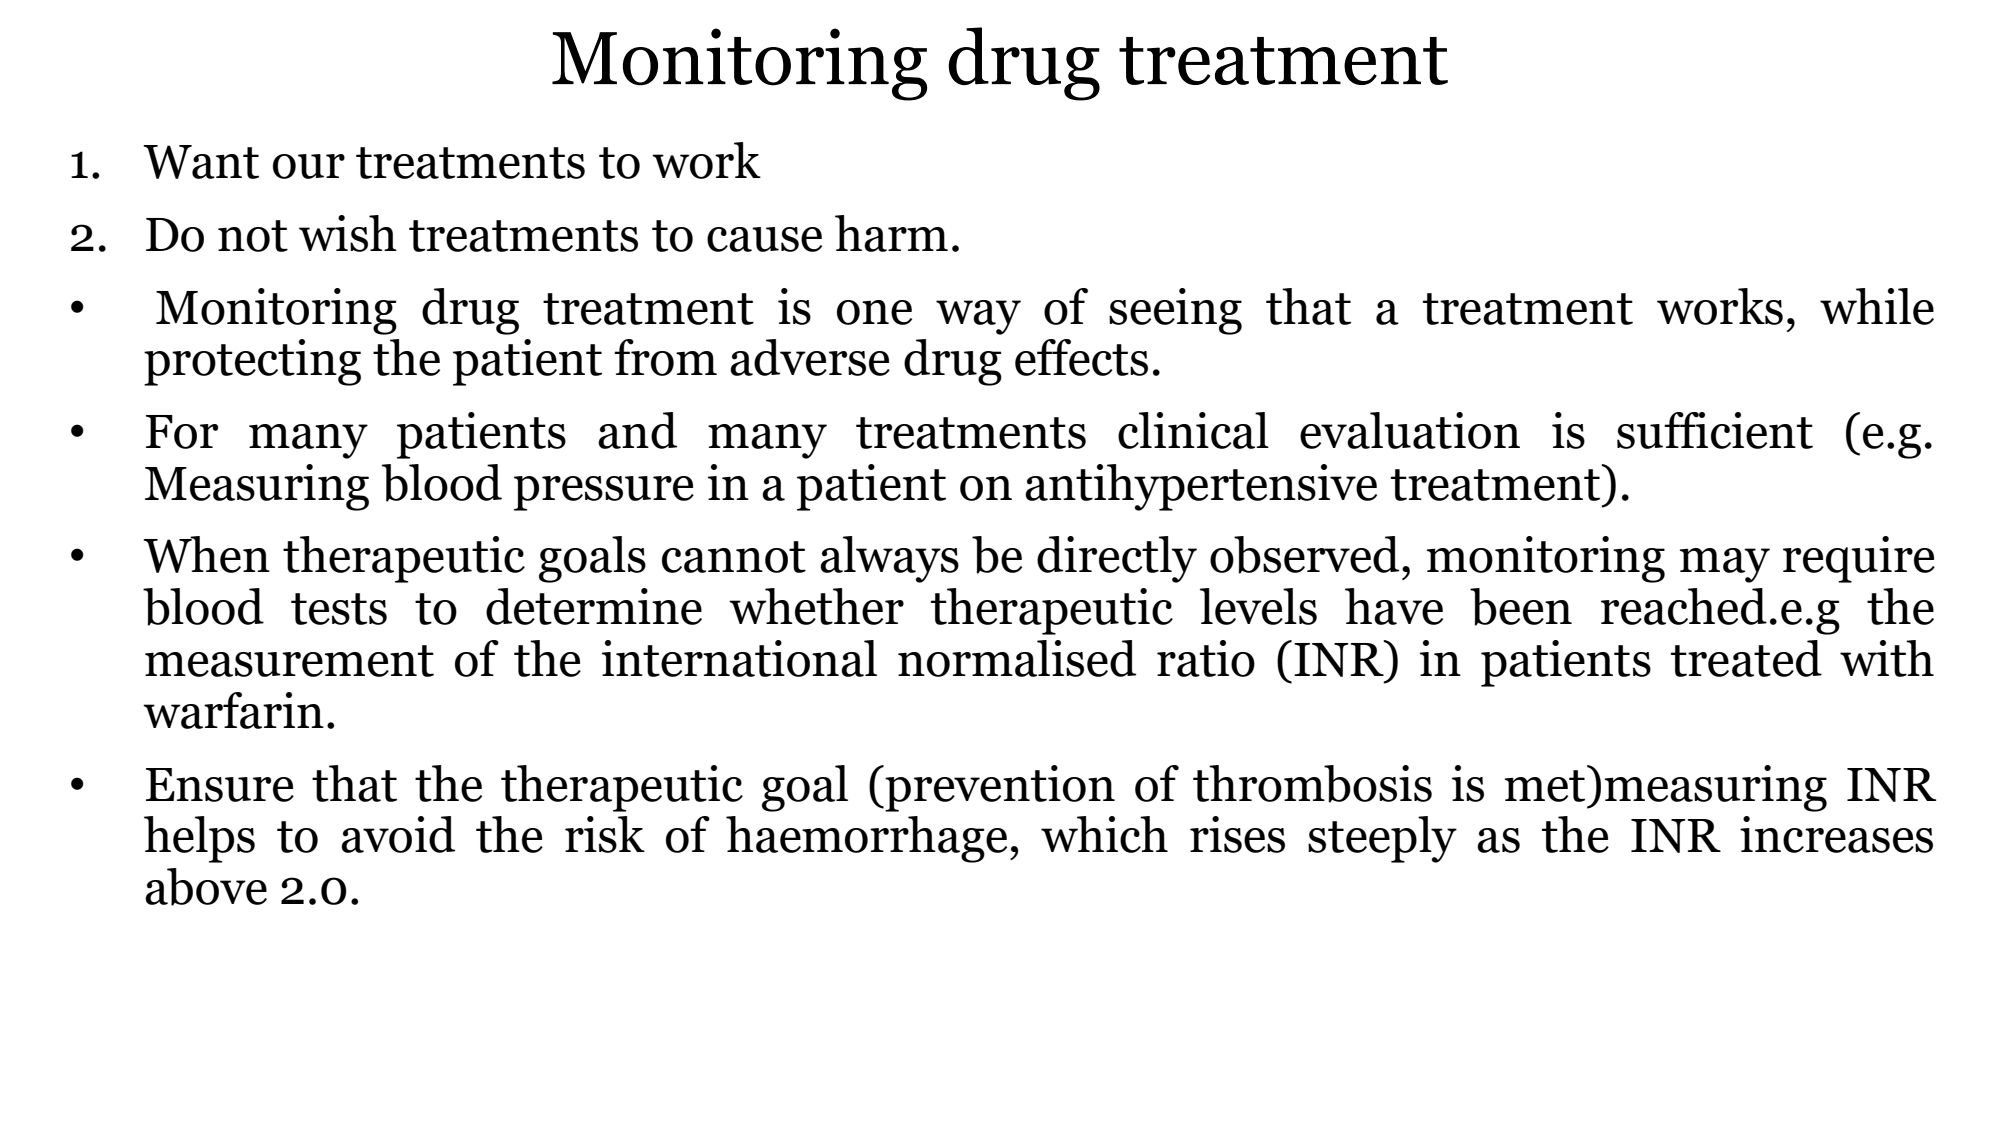 Monitoring drug treatment
1. Want our treatments to work
2. Do not wish treatments to cause harm.
• Monitoring drug treatment is one way of seeing that a treatment works, while
protecting the patient from adverse drug effects.
• For many patients and many treatments clinical evaluation is sufficient (e.g.
Measuring blood pressure in a patient on antihypertensive treatment).
• When therapeutic goals cannot always be directly observed, monitoring may require
blood tests to determine whether therapeutic levels have been reached.e.g the
measurement of the international normalised ratio (INR) in patients treated with
warfarin.
• Ensure that the therapeutic goal (prevention of thrombosis is met)measuring INR
helps to avoid the risk of haemorrhage, which rises steeply as the INR increases
above 2.0.